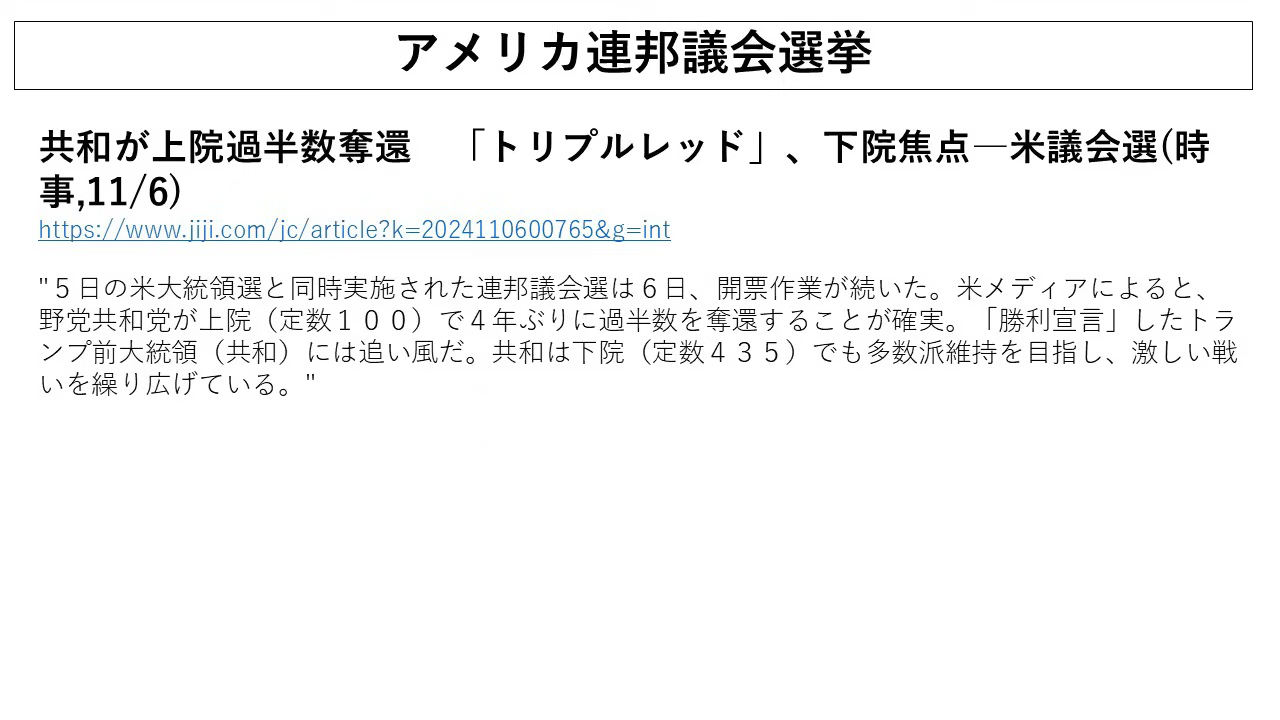 アメリカ連邦議会選挙
共和が上院過半数奪還　「トリプルレッド」、下院焦点―米議会選(時
事,11/6)
https://www.jiji.com/jc/article?k=2024110600765&g=int
"５日の米大統領選と同時実施された連邦議会選は６日、開票作業が続いた。米メディアによると、
野党共和党が上院（定数１００）で４年ぶりに過半数を奪還することが確実。「勝利宣言」したトラ
ンプ前大統領（共和）には追い風だ。共和は下院（定数４３５）でも多数派維持を目指し、激しい戦
いを繰り広げている。"